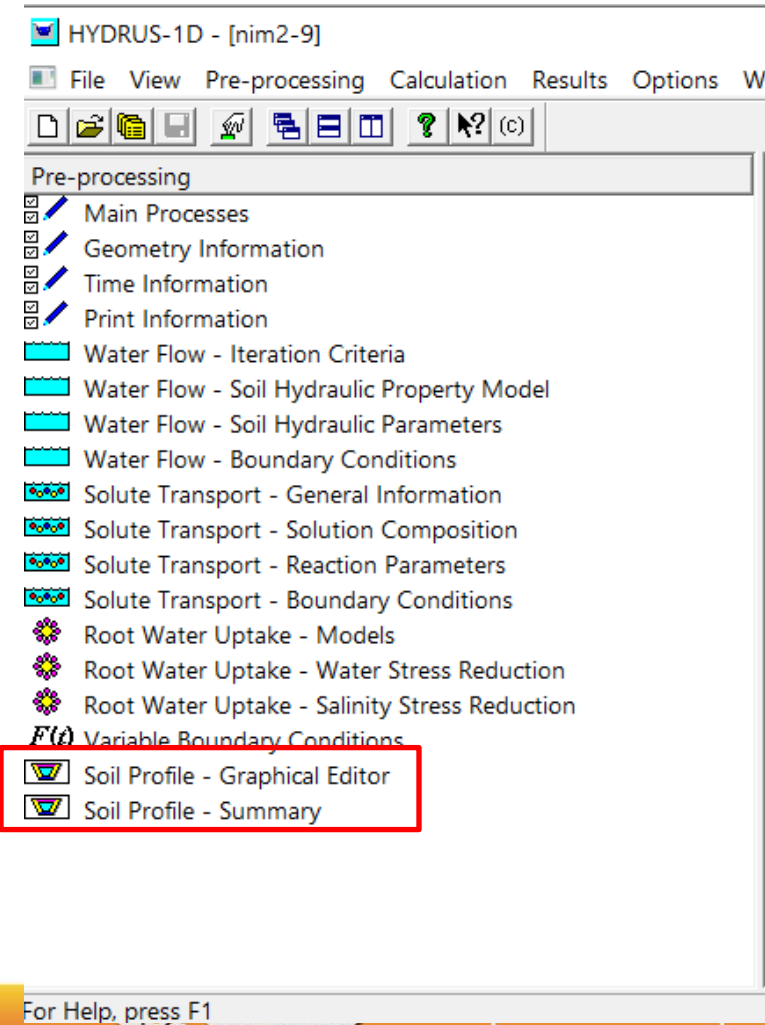 HYDRUS-1D - [nim2-9]
File View Pre-processing Calculation Results Options W
? ? (c)
Pre-processing
Main Processes
Geometry Information
Time Information
Print Information
Water Flow - Iteration Criteria
Water Flow - Soil Hydraulic Property Model
Water Flow - Soil Hydraulic Parameters
Water Flow - Boundary Conditions
Solute Transport - General Information
Solute Transport - Solution Composition
Solute Transport - Reaction Parameters
Solute Transport - Boundary Conditions
Root Water Uptake - Models
Root Water Uptake - Water Stress Reduction
Root Water Uptake - Salinity Stress Reduction
F(t) Variable Boundary Conditions
Soil Profile - Graphical Editor
Soil Profile - Summary
For Help, press F1